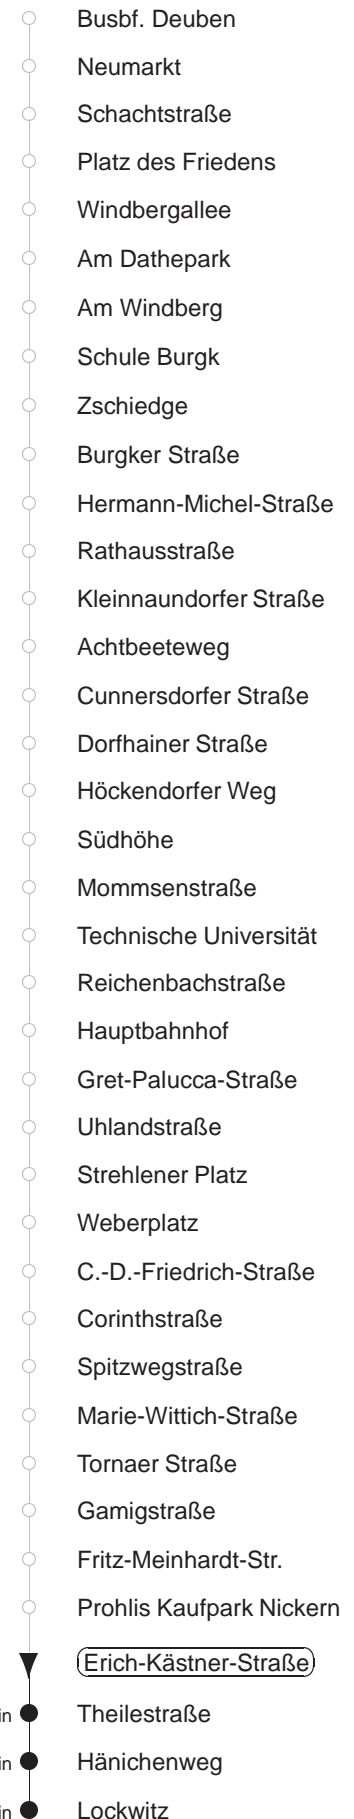 Busbf. Deuben
Neumarkt
Schachtstraße
Platz des Friedens
Windbergallee
Am Dathepark
Am Windberg
Schule Burgk
Zschiedge
Burgker Straße
Hermann-Michel-Straße
Rathausstraße
Kleinnaundorfer Straße
Achtbeeteweg
Cunnersdorfer Straße
Dorfhainer Straße
Höckendorfer Weg
Südhöhe
Mommsenstraße
Technische Universität
Reichenbachstraße
Hauptbahnhof
Gret-Palucca-Straße
Uhlandstraße
Strehlener Platz
Weberplatz
C.-D.-Friedrich-Straße
Corinthstraße
Spitzwegstraße
Marie-Wittich-Straße
Tornaer Straße
Gamigstraße
Fritz-Meinhardt-Str.
Prohlis Kaufpark Nickern
Erich-Kästner-Straße
Theilestraße
Hänichenweg
Lockwitz